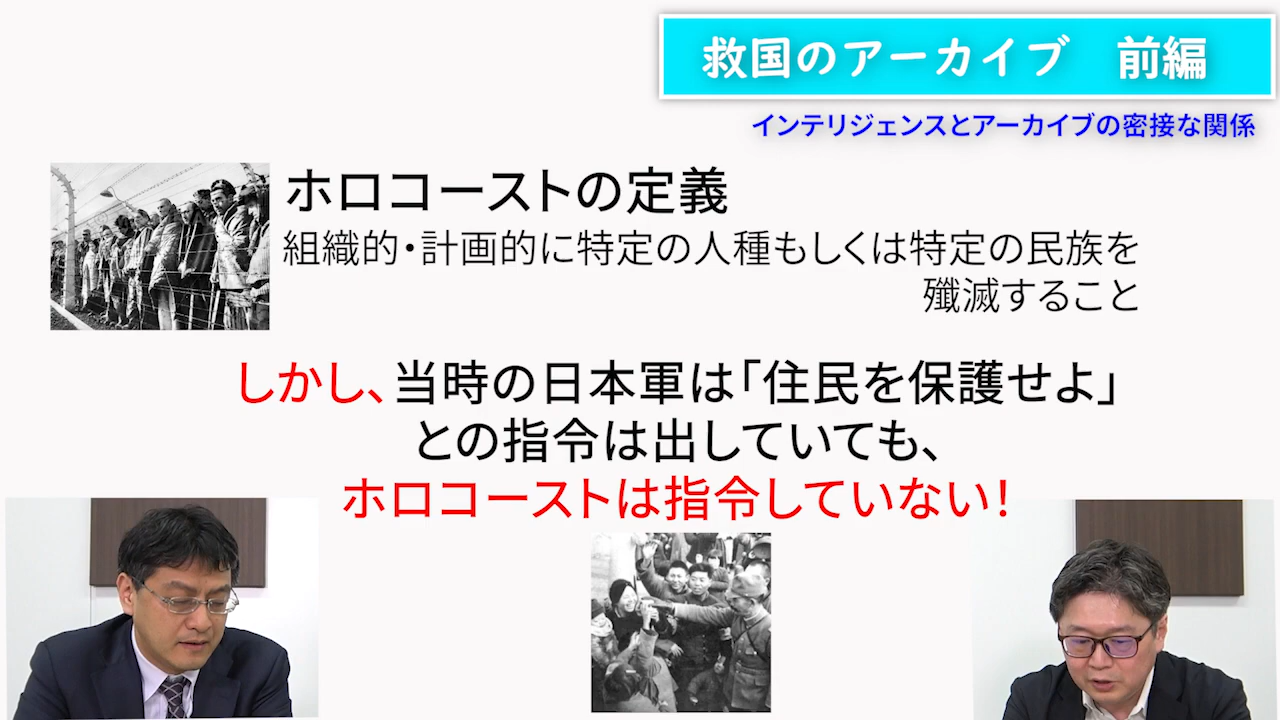 救国のアーカイブ　前編
インテリジェンスとアーカイブの密接な関係
ホロコーストの定義
組織的・計画的に特定の人種もしくは特定の民族を
殲滅すること
しかし、当時の日本軍は「住民を保護せよ」
との指令は出していても、
ホロコーストは指令していない!